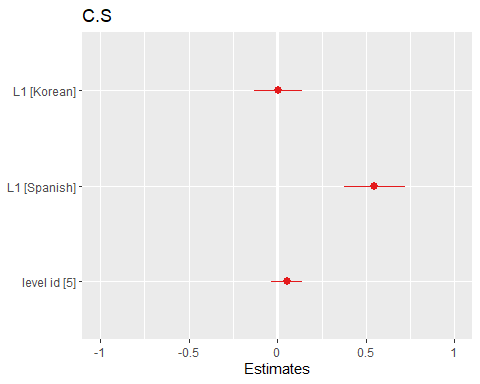 C.S
L1 [Korean]
L1 [Spanish]
level id [5]
-1 -0.5 0 0.5 1
Estimates